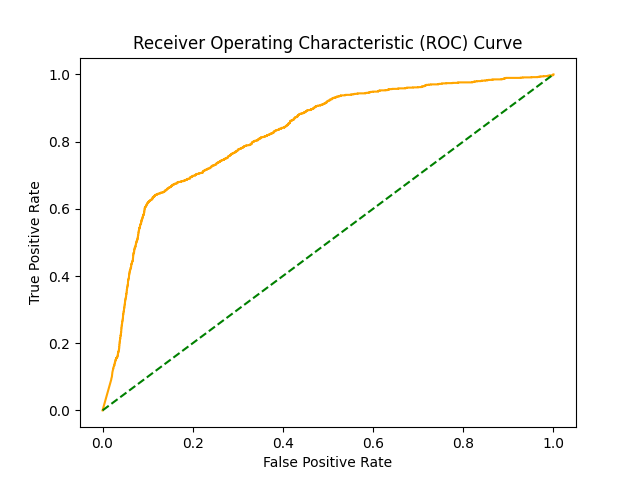 Receiver Operating Characteristic (ROC) Curve
1.0
0.8
0.6
0.4
0.2
0.0
True Positive Rate
0.0 0.2 0.4 0.6 0.8 1.0
False Positive Rate